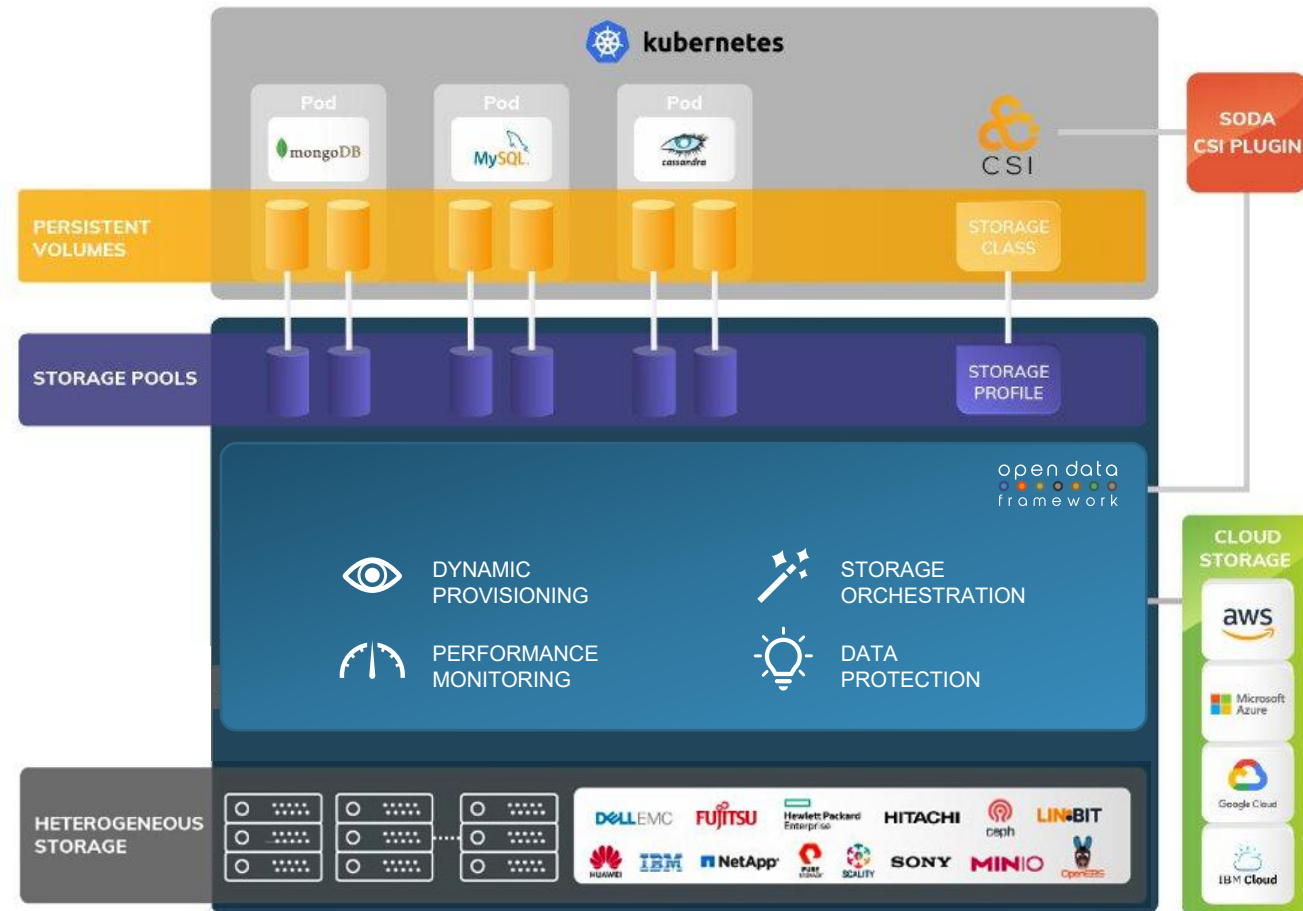 kubernetes
Pod
Pod
Pod
mongoDB
MySQL
cassandra
CSI
SODA
CSI PLUGIN
PERSISTENT
VOLUMES
STORAGE
CLASS
STORAGE POOLS
STORAGE
PROFILE
open data
framework
DYNAMIC
PROVISIONING
STORAGE
ORCHESTRATION
PERFORMANCE
MONITORING
DATA
PROTECTION
CLOUD
STORAGE
aws
Microsoft
Azure
Google Cloud
IBM Cloud
HETEROGENEOUS
STORAGE
DELLEMC
FUJITSU
Hewlett Packard
Enterprise
HITACHI
ceph
LINBIT
HUAWEI
IBM
NetApp
PURE
STORAGE
SCALITY
SONY
MINIO
OpenEBS